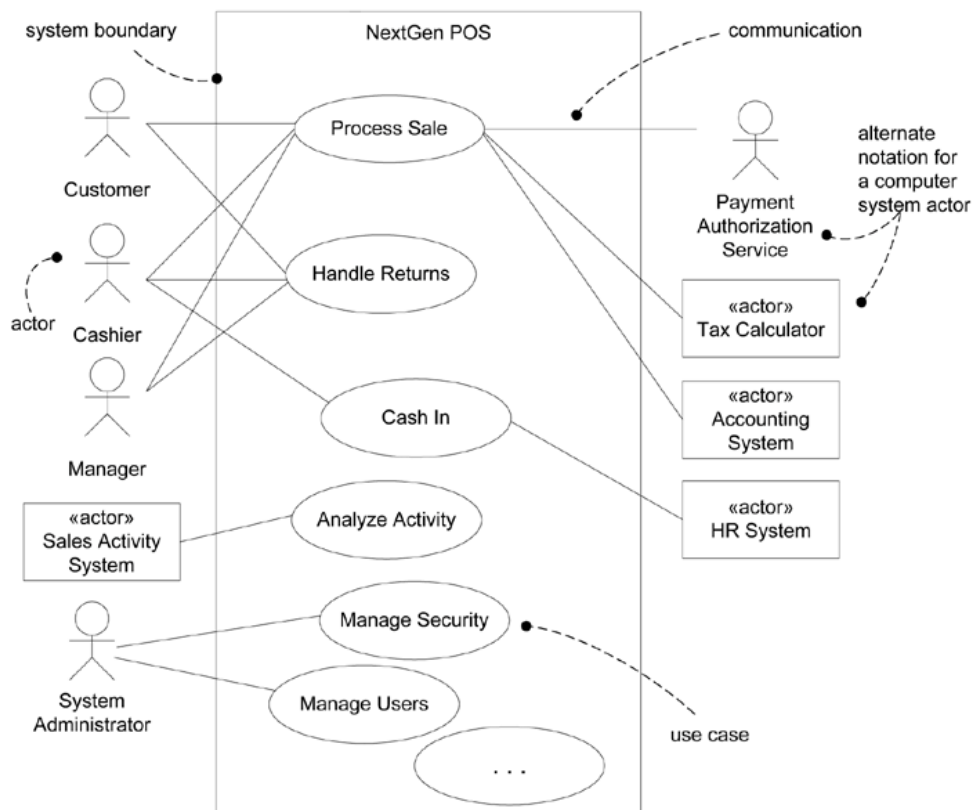 system boundary
NextGen POS
communication
Process Sale
alternate
notation for
a computer
system actor
Customer
Payment
Authorization
Service
Handle Returns
actor
Cashier
«actor»
Tax Calculator
Cash In
«actor»
Accounting
System
Manager
«actor»
Sales Activity
System
Analyze Activity
«actor»
HR System
Manage Security
System
Administrator
Manage Users
use case
. . .